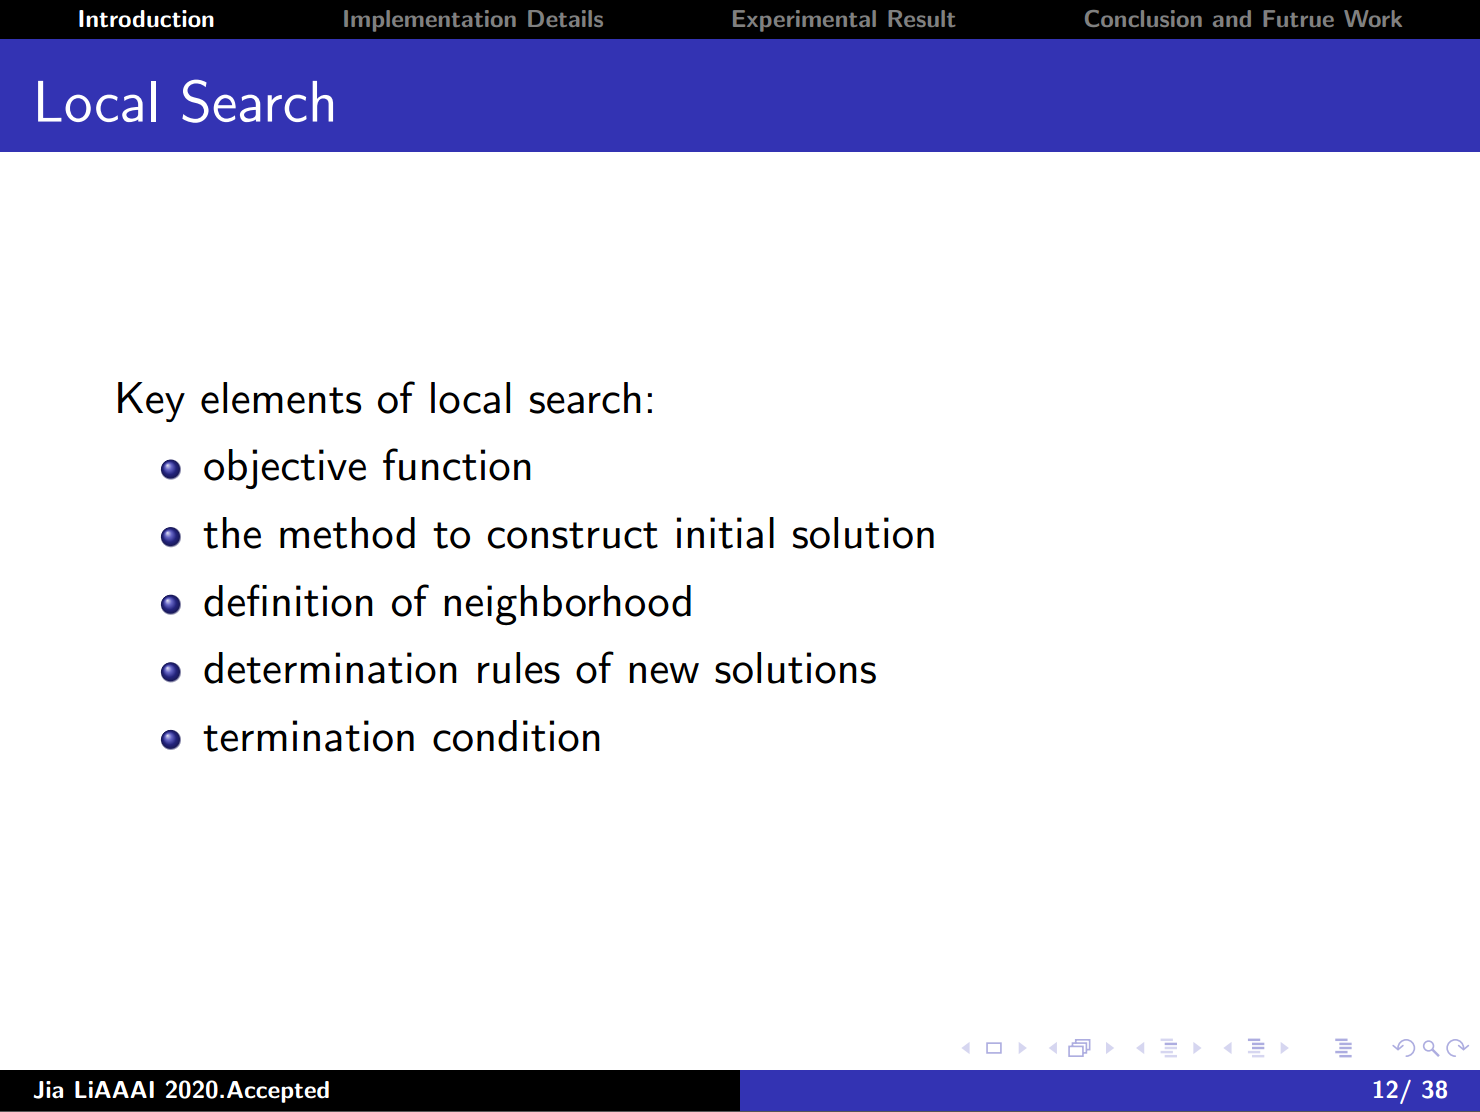 Introduction Implementation Details Experimental Result Conclusion and Futrue Work
Local Search
Key elements of local search:
objective function
the method to construct initial solution
definition of neighborhood
determination rules of new solutions
termination condition
Jia LiAAAI 2020.Accepted 12/ 38